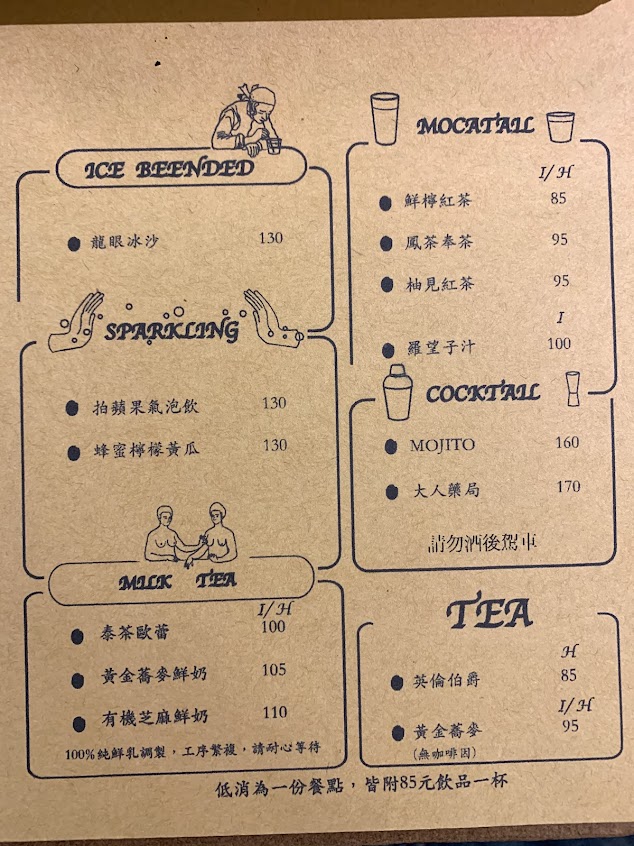 ICE BEENDED
龍眼冰沙 130
SPARKLING
拍蘋果氣泡飲 130
蜂蜜檸檬黃瓜 130
MILK TEA
I/H
泰茶歐蕾 100
黃金蕎麥鮮奶 105
有機芝麻鮮奶 110
100%純鮮乳調製，工序繁複，請耐心等待
MOCATAIL
I/H
鮮檸紅茶 85
鳳茶奉茶 95
柚見紅茶 95
I
羅望子汁 100
COCKTAIL
MOJITO 160
大人藥局 170
請勿酒後駕車
TEA
H
英倫伯爵 85
I/H
黃金蕎麥 95
(無咖啡因)
低消為一份餐點，皆附85元飲品一杯